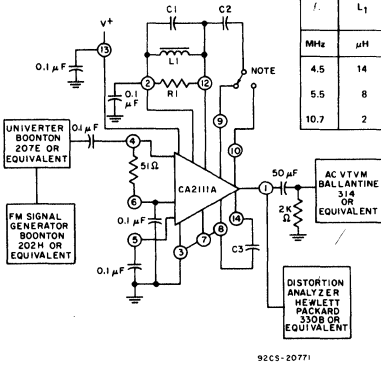 C1
C2
V+
f
L1
MHz
μH
4.5
14
5.5
8
10.7
2
13
L1
0.1 μF
2
R1
12
NOTE
0.1
μF
9
10
UNIVERTER
BOONTON
207E OR
EQUIVALENT
0.1 μF
4
51Ω
CA2111A
6
FM SIGNAL
GENERATOR
BOONTON
202H OR
EQUIVALENT
0.1 μF
5
0.1 μF
3
7
8
14
C3
1
50 μF
2K
Ω
AC VTVM
BALLANTINE
314
OR
EQUIVALENT
DISTORTION
ANALYZER
HEWLETT
PACKARD
330B OR
EQUIVALENT
92CS-20771